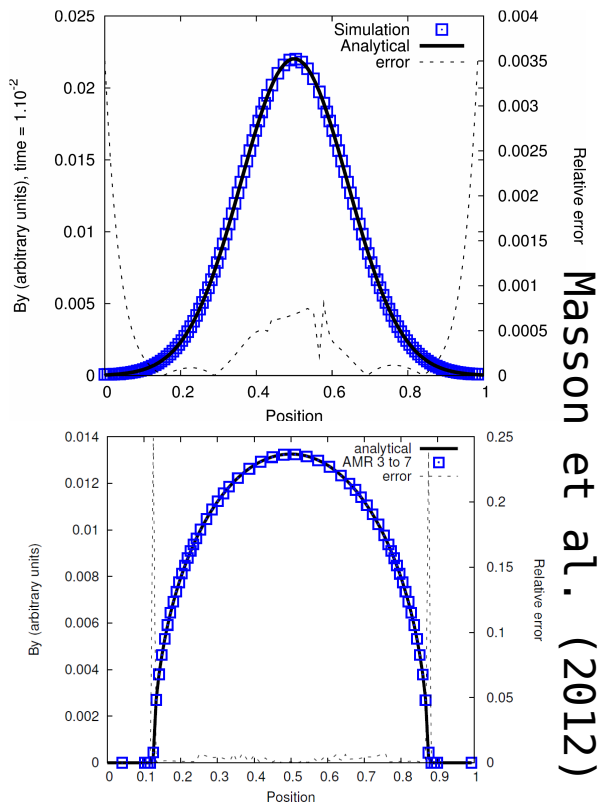 0.025
0.02
0.015
0.01
0.005
0
0.004
0.0035
0.003
0.0025
0.002
0.0015
0.001
0.0005
0
Simulation
Analytical
error
By (arbitrary units), time = 1.10⁻²
Relative error
0 0.2 0.4 0.6 0.8 1
Position
0.014
0.012
0.01
0.008
0.006
0.004
0.002
0
0.25
0.2
0.15
0.1
0.05
0
analytical
AMR 3 to 7
error
By (arbitrary units)
Relative error
0 0.1 0.2 0.3 0.4 0.5 0.6 0.7 0.8 0.9 1
Position
Masson et al. (2012)